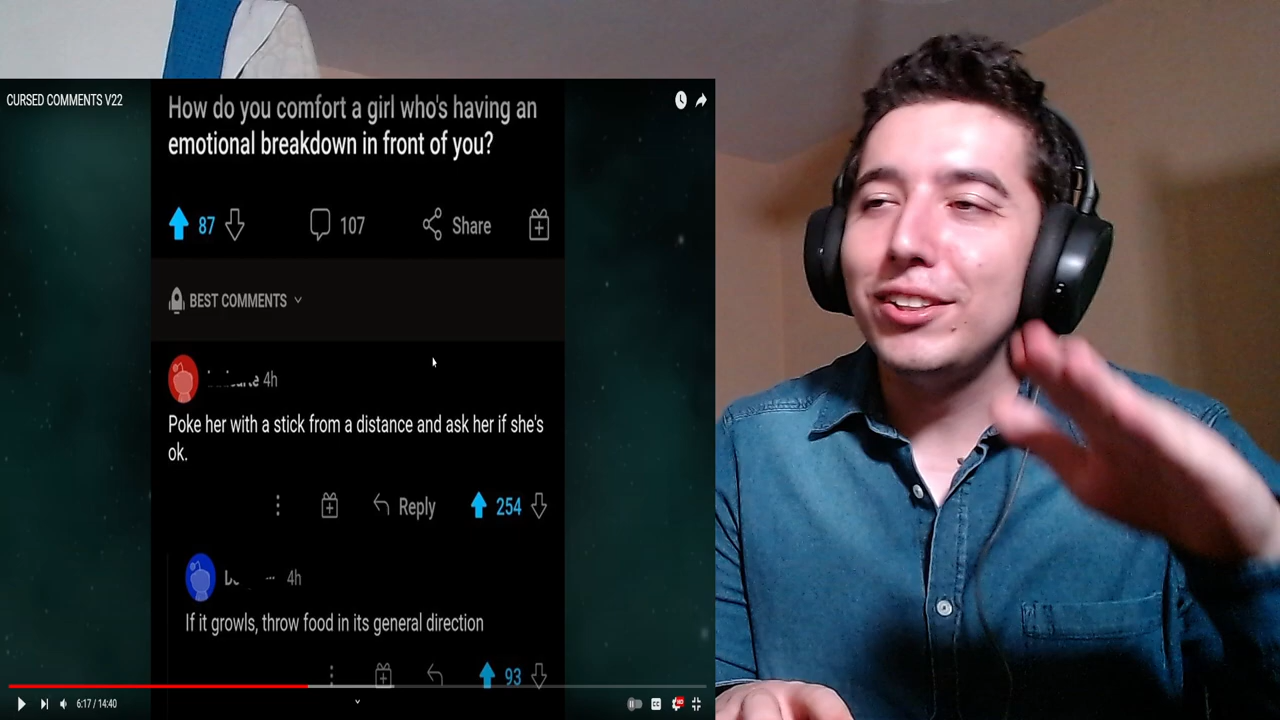 CURSED COMMENTS V22
How do you comfort a girl who's having an
emotional breakdown in front of you?
87
107
Share
BEST COMMENTS
4h
Poke her with a stick from a distance and ask her if she's
ok.
Reply
254
4h
If it growls, throw food in its general direction
93
6:17 / 14:40
CC
HD